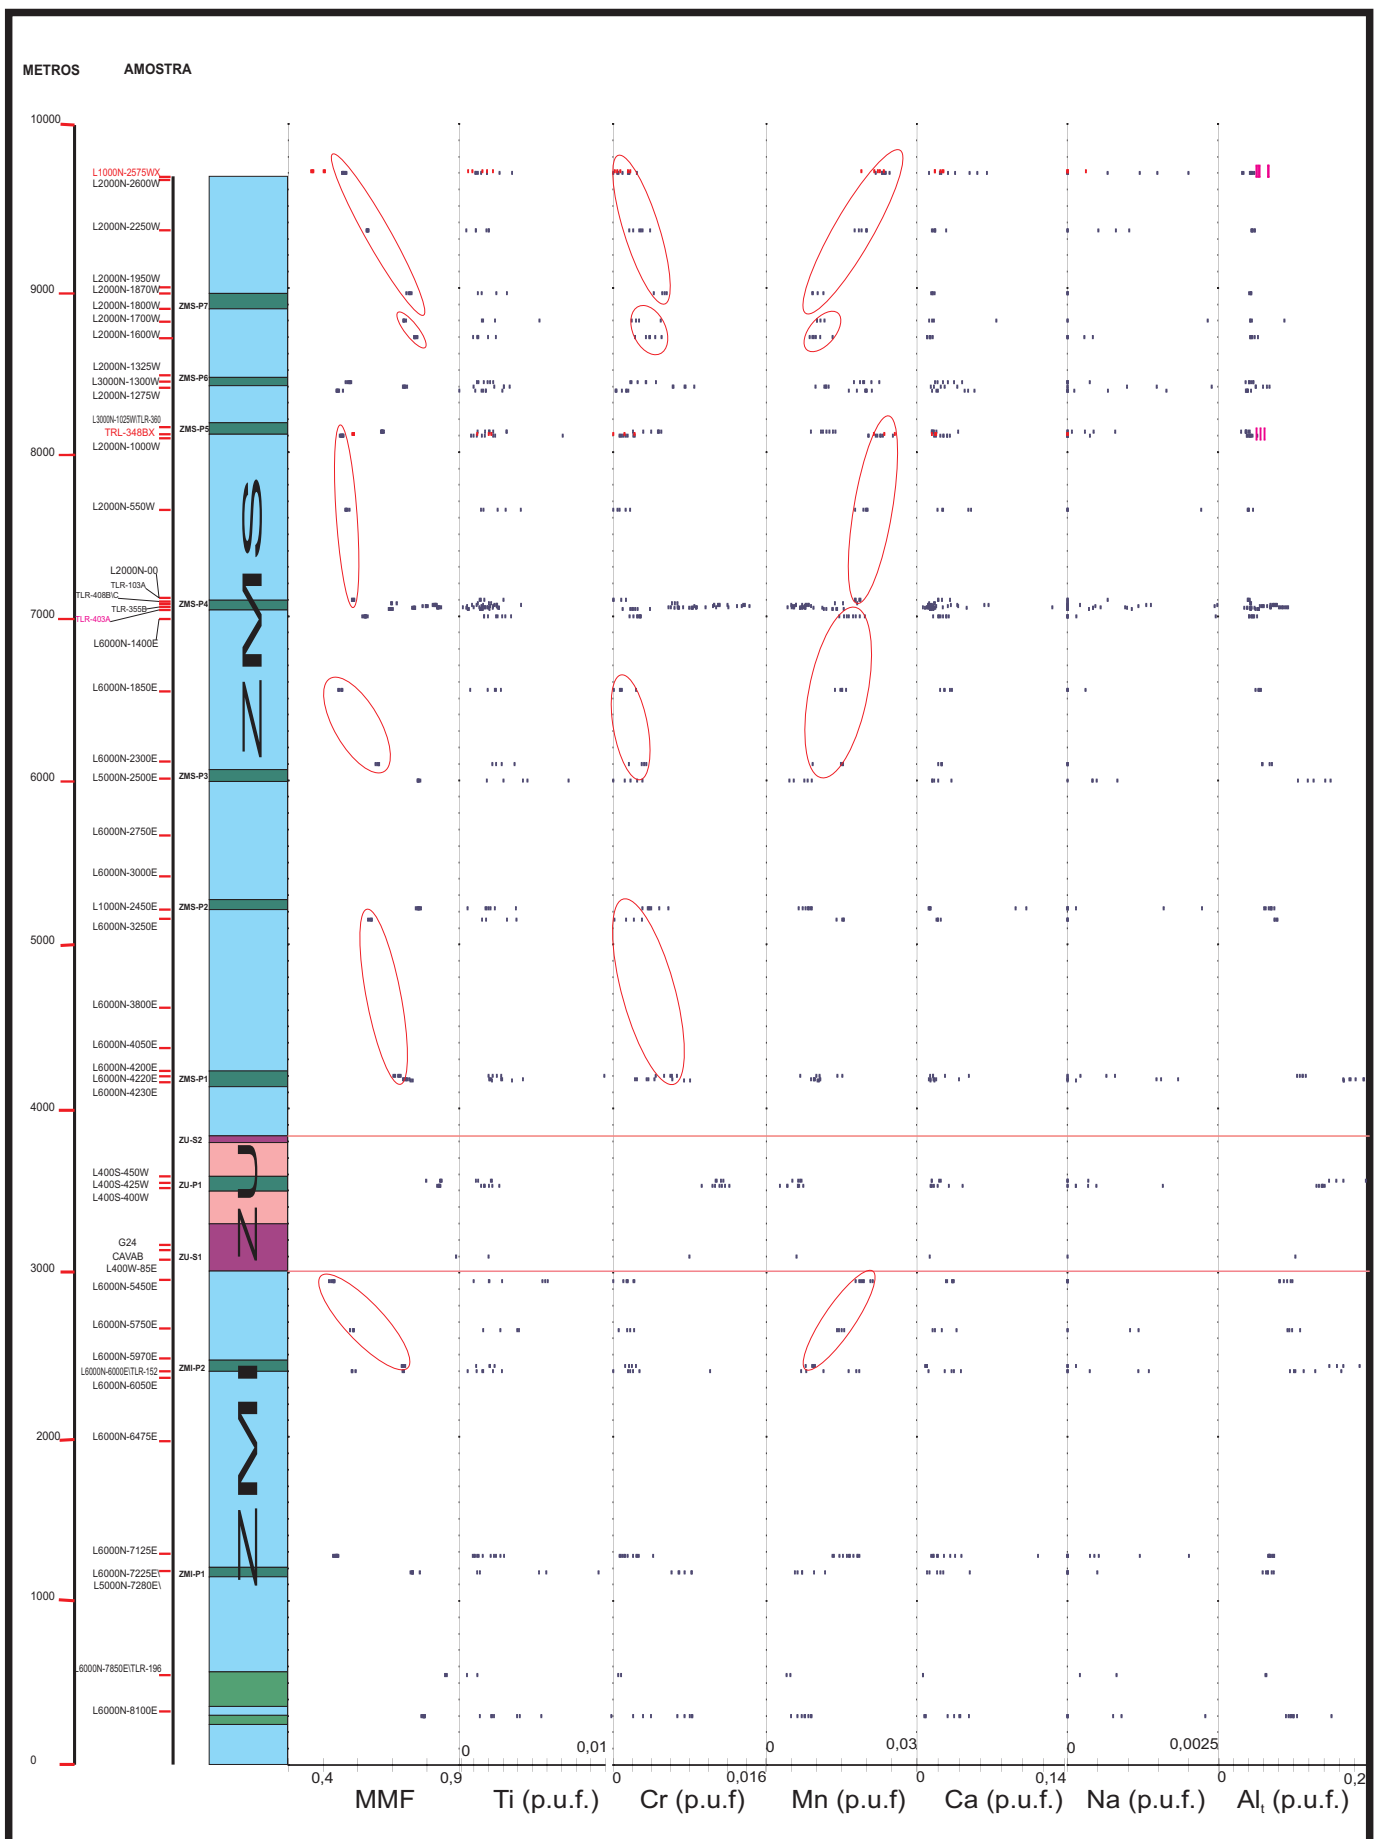 METROS AMOSTRA
10000
L1000N-2575WX
L2000N-2600W
L2000N-2250W
L2000N-1950W
9000
L2000N-1870W
L2000N-1800W
ZMS-P7
L2000N-1700W
L2000N-1600W
L2000N-1325W
L3000N-1300W
ZMS-P6
L2000N-1275W
L3000N-1025W\TLR-360
TRL-348BX
ZMS-P5
L2000N-1000W
8000
L2000N-550W
ZMS
L2000N-00
TLR-103A
TLR-408B\C
TLR-355B
ZMS-P4
7000
TLR-403A
L6000N-1400E
L6000N-1850E
L6000N-2300E
6000
L5000N-2500E
ZMS-P3
L6000N-2750E
L6000N-3000E
L1000N-2450E
ZMS-P2
L6000N-3250E
5000
L6000N-3800E
L6000N-4050E
L6000N-4200E
L6000N-4220E
ZMS-P1
L6000N-4230E
4000
ZU-S2
L400S-450W
L400S-425W
ZU-P1
L400S-400W
ZU
G24
CAVAB
ZU-S1
L400W-85E
3000
L6000N-5450E
L6000N-5750E
L6000N-5970E
L6000N-6000E\TLR-152
ZMI-P2
L6000N-6050E
ZMI
2000
L6000N-6475E
L6000N-7125E
L6000N-7225E\
ZMI-P1
L5000N-7280E\
1000
L6000N-7850E\TLR-196
L6000N-8100E
0
0 0,01 0 0,03 0 0,0025
0,4 0,9 0 0,016 0 0,14 0 0,2
MMF Ti (p.u.f.) Cr (p.u.f) Mn (p.u.f) Ca (p.u.f.) Na (p.u.f.) Alt (p.u.f.)